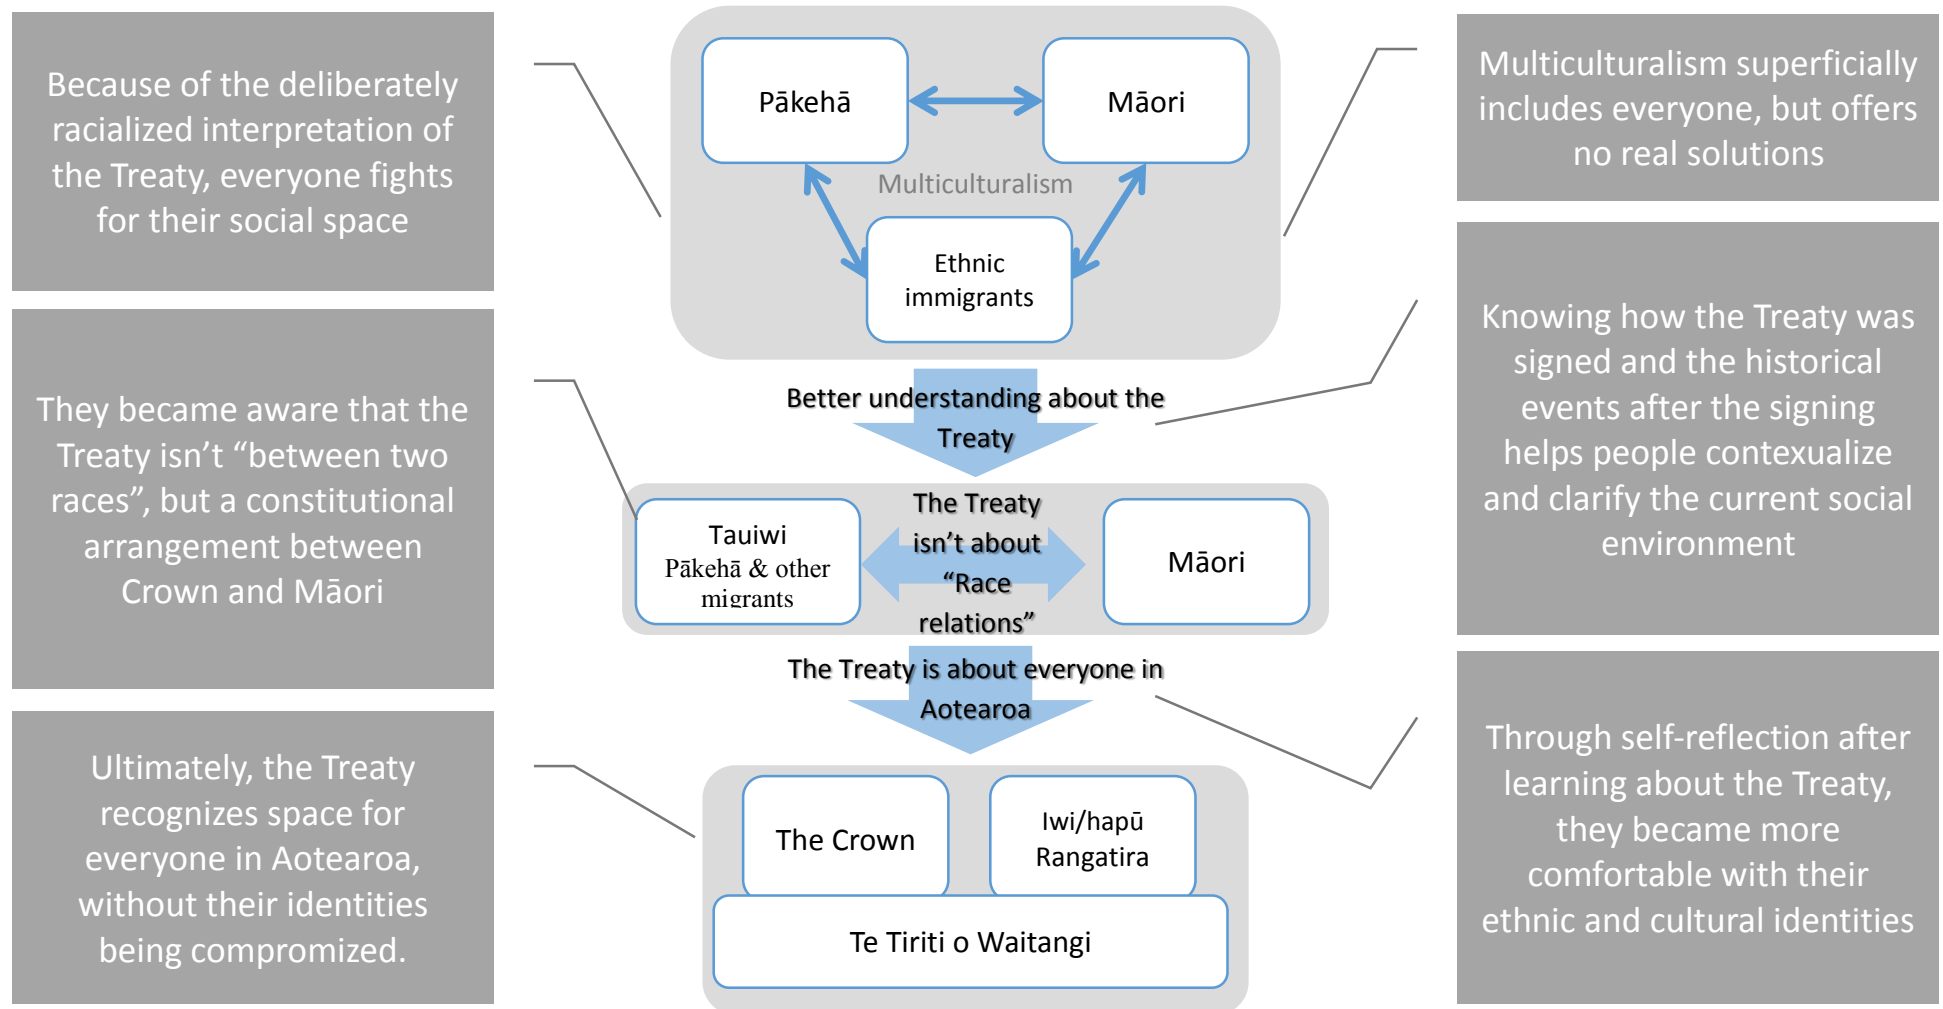 Because of the deliberately
racialized interpretation of
the Treaty, everyone fights
for their social space
They became aware that the
Treaty isn’t “between two
races”, but a constitutional
arrangement between
Crown and Māori
Ultimately, the Treaty
recognizes space for
everyone in Aotearoa,
without their identities
being compromized.
Pākehā
Māori
Multiculturalism
Ethnic
immigrants
Better understanding about the
Treaty
Tauiwi
Pākehā & other
migrants
The Treaty
isn’t about
“Race
relations”
Māori
The Treaty is about everyone in
Aotearoa
The Crown
Iwi/hapū
Rangatira
Te Tiriti o Waitangi
Multiculturalism superficially
includes everyone, but offers
no real solutions
Knowing how the Treaty was
signed and the historical
events after the signing
helps people contexualize
and clarify the current social
environment
Through self-reflection after
learning about the Treaty,
they became more
comfortable with their
ethnic and cultural identities